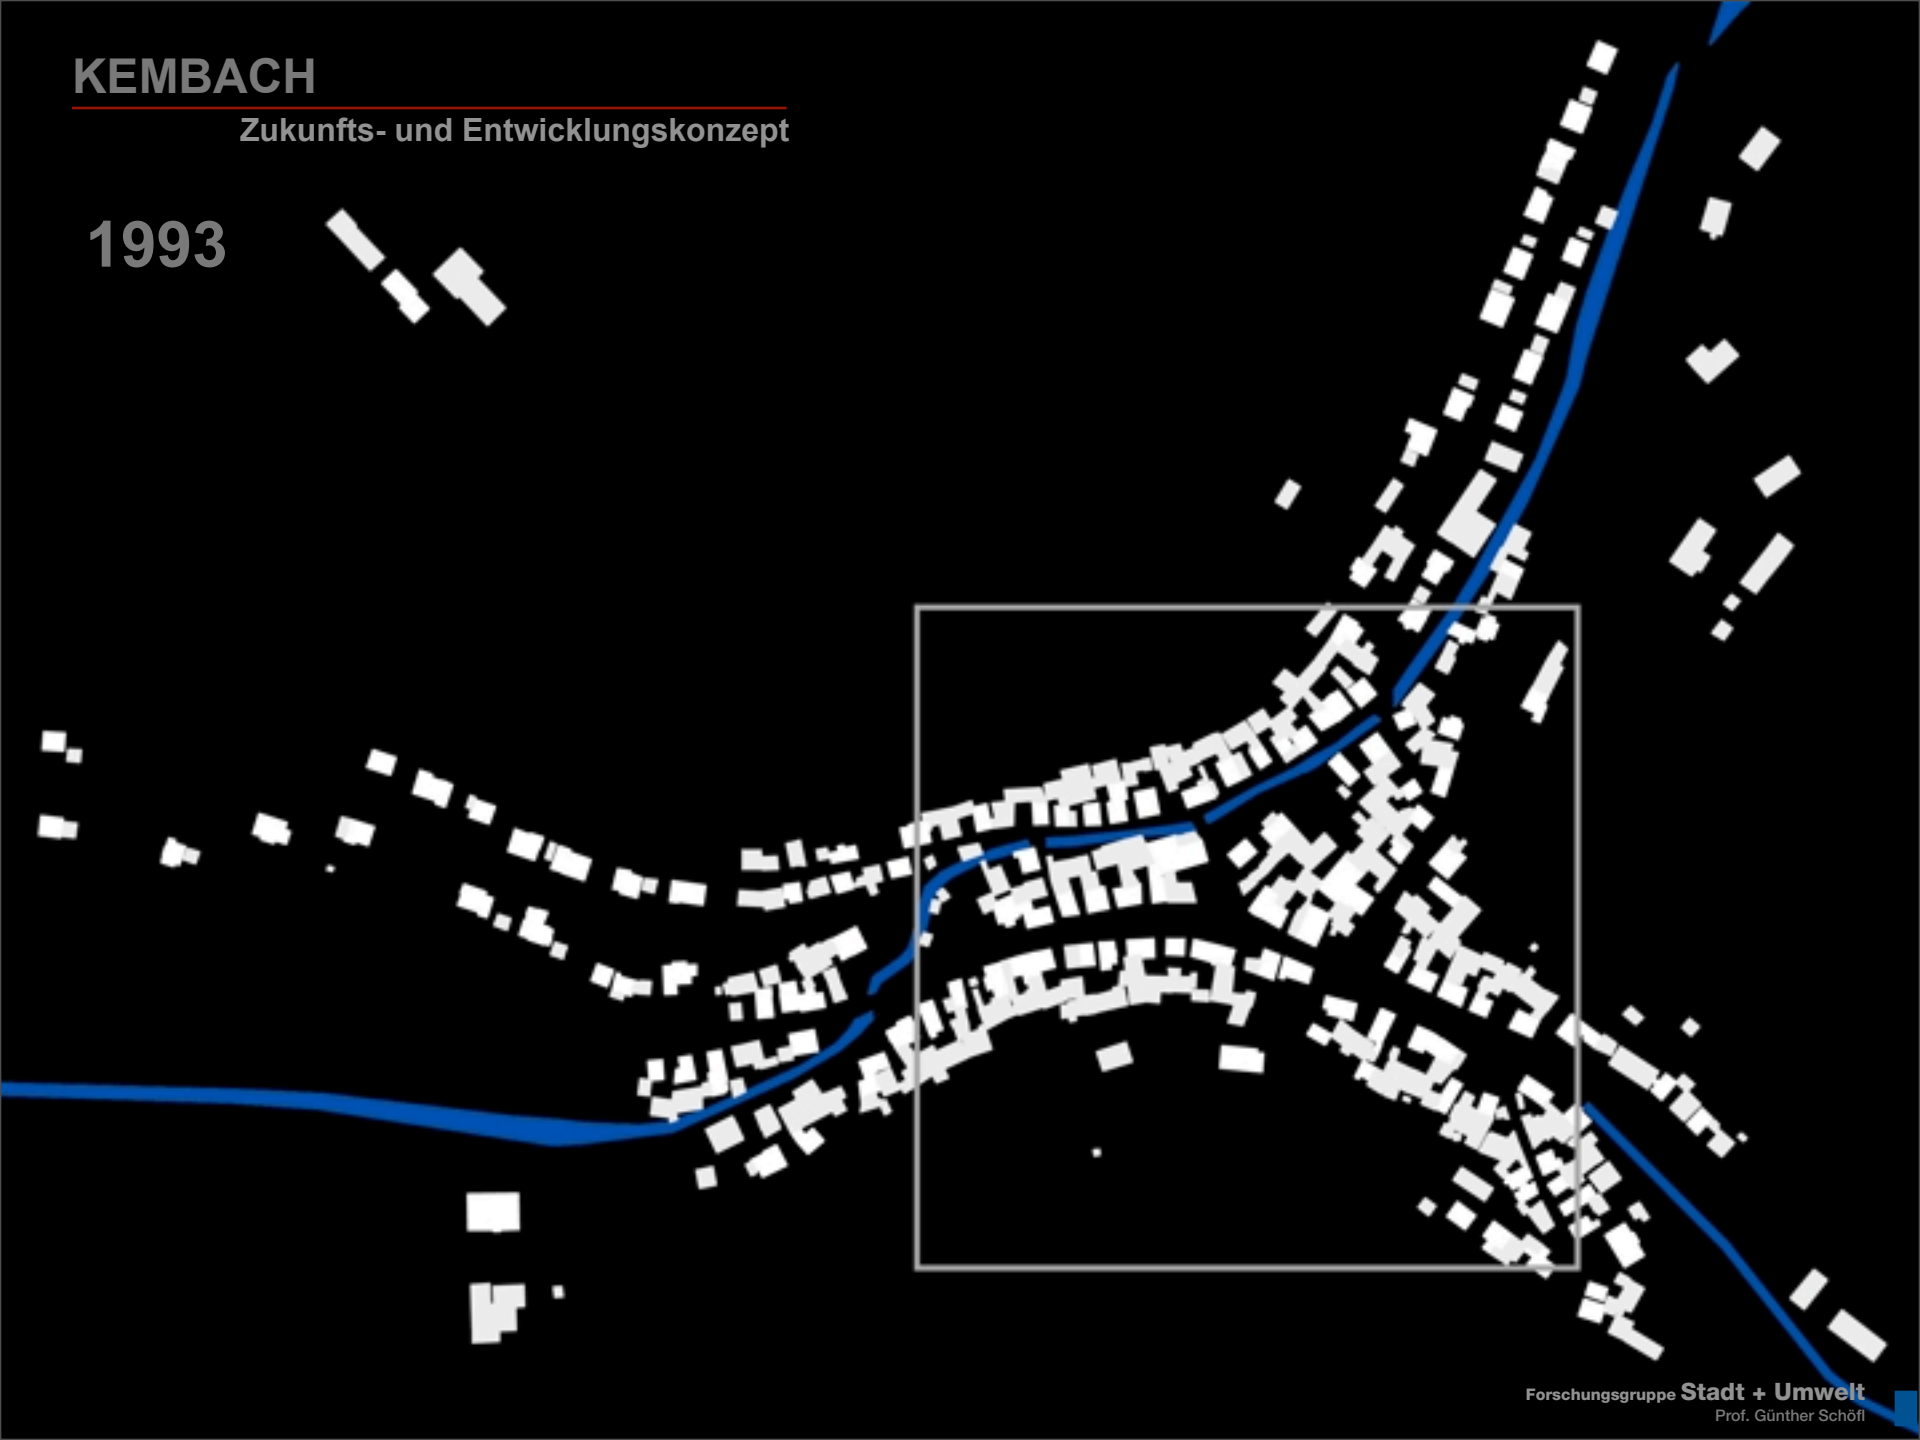 KEMBACH
Zukunfts- und Entwicklungskonzept
1993
Forschungsgruppe Stadt + Umwelt
Prof. Günther Schöfl